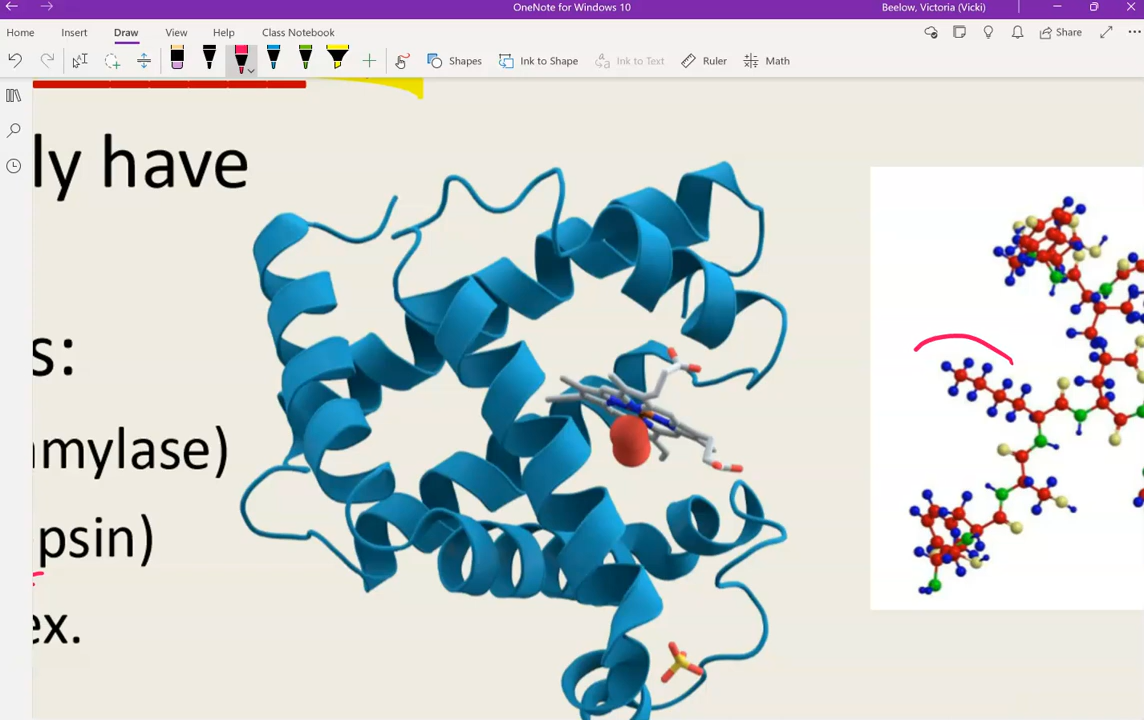 OneNote for Windows 10
Beelow, Victoria (Vicki)
Home Insert Draw View Help Class Notebook
Share
Shapes Ink to Shape Ink to Text Ruler Math
ly have
s:
mylase)
psin)
ex.